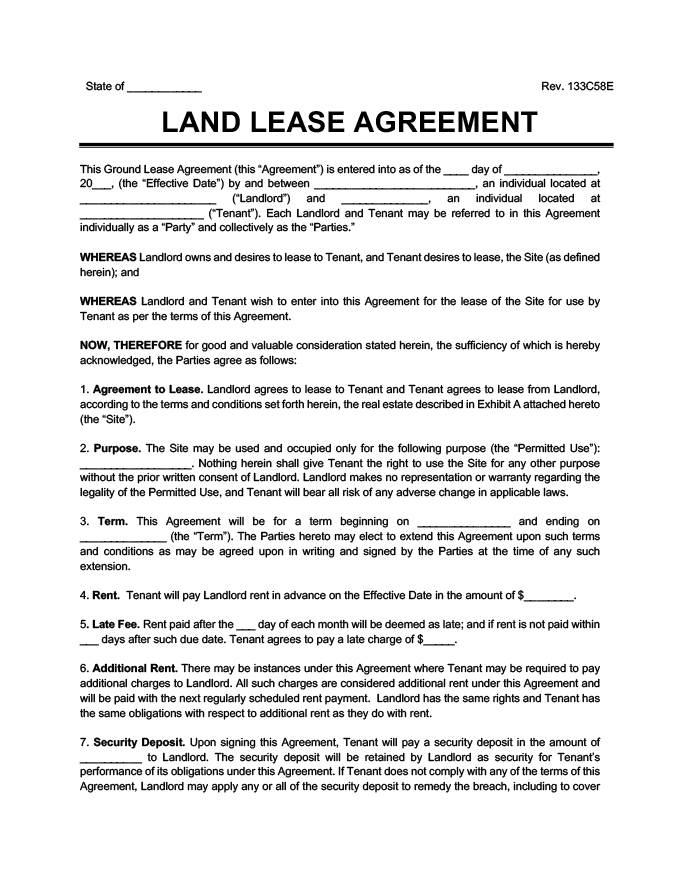 State of ____________ Rev. 133C58E
LAND LEASE AGREEMENT
This Ground Lease Agreement (this “Agreement”) is entered into as of the ____ day of _______________,
20___, (the “Effective Date”) by and between __________________________, an individual located at
______________________ (“Landlord”) and ______________, an individual located at
____________________ (“Tenant”). Each Landlord and Tenant may be referred to in this Agreement
individually as a “Party” and collectively as the “Parties.”
WHEREAS Landlord owns and desires to lease to Tenant, and Tenant desires to lease, the Site (as defined
herein); and
WHEREAS Landlord and Tenant wish to enter into this Agreement for the lease of the Site for use by
Tenant as per the terms of this Agreement.
NOW, THEREFORE for good and valuable consideration stated herein, the sufficiency of which is hereby
acknowledged, the Parties agree as follows:
1. Agreement to Lease. Landlord agrees to lease to Tenant and Tenant agrees to lease from Landlord,
according to the terms and conditions set forth herein, the real estate described in Exhibit A attached hereto
(the “Site”).
2. Purpose. The Site may be used and occupied only for the following purpose (the “Permitted Use”):
__________________. Nothing herein shall give Tenant the right to use the Site for any other purpose
without the prior written consent of Landlord. Landlord makes no representation or warranty regarding the
legality of the Permitted Use, and Tenant will bear all risk of any adverse change in applicable laws.
3. Term. This Agreement will be for a term beginning on _______________ and ending on
______________ (the “Term”). The Parties hereto may elect to extend this Agreement upon such terms
and conditions as may be agreed upon in writing and signed by the Parties at the time of any such
extension.
4. Rent. Tenant will pay Landlord rent in advance on the Effective Date in the amount of $________.
5. Late Fee. Rent paid after the ___ day of each month will be deemed as late; and if rent is not paid within
___ days after such due date. Tenant agrees to pay a late charge of $_____.
6. Additional Rent. There may be instances under this Agreement where Tenant may be required to pay
additional charges to Landlord. All such charges are considered additional rent under this Agreement and
will be paid with the next regularly scheduled rent payment. Landlord has the same rights and Tenant has
the same obligations with respect to additional rent as they do with rent.
7. Security Deposit. Upon signing this Agreement, Tenant will pay a security deposit in the amount of
__________ to Landlord. The security deposit will be retained by Landlord as security for Tenant’s
performance of its obligations under this Agreement. If Tenant does not comply with any of the terms of this
Agreement, Landlord may apply any or all of the security deposit to remedy the breach, including to cover